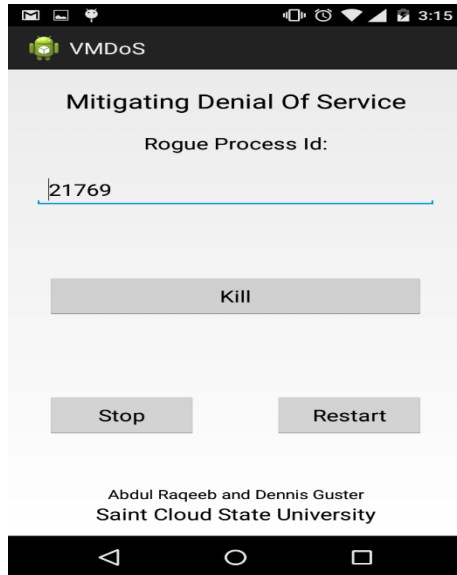 3:15
VMDoS
Mitigating Denial Of Service
Rogue Process Id:
21769
Kill
Stop Restart
Abdul Raqeeb and Dennis Guster
Saint Cloud State University